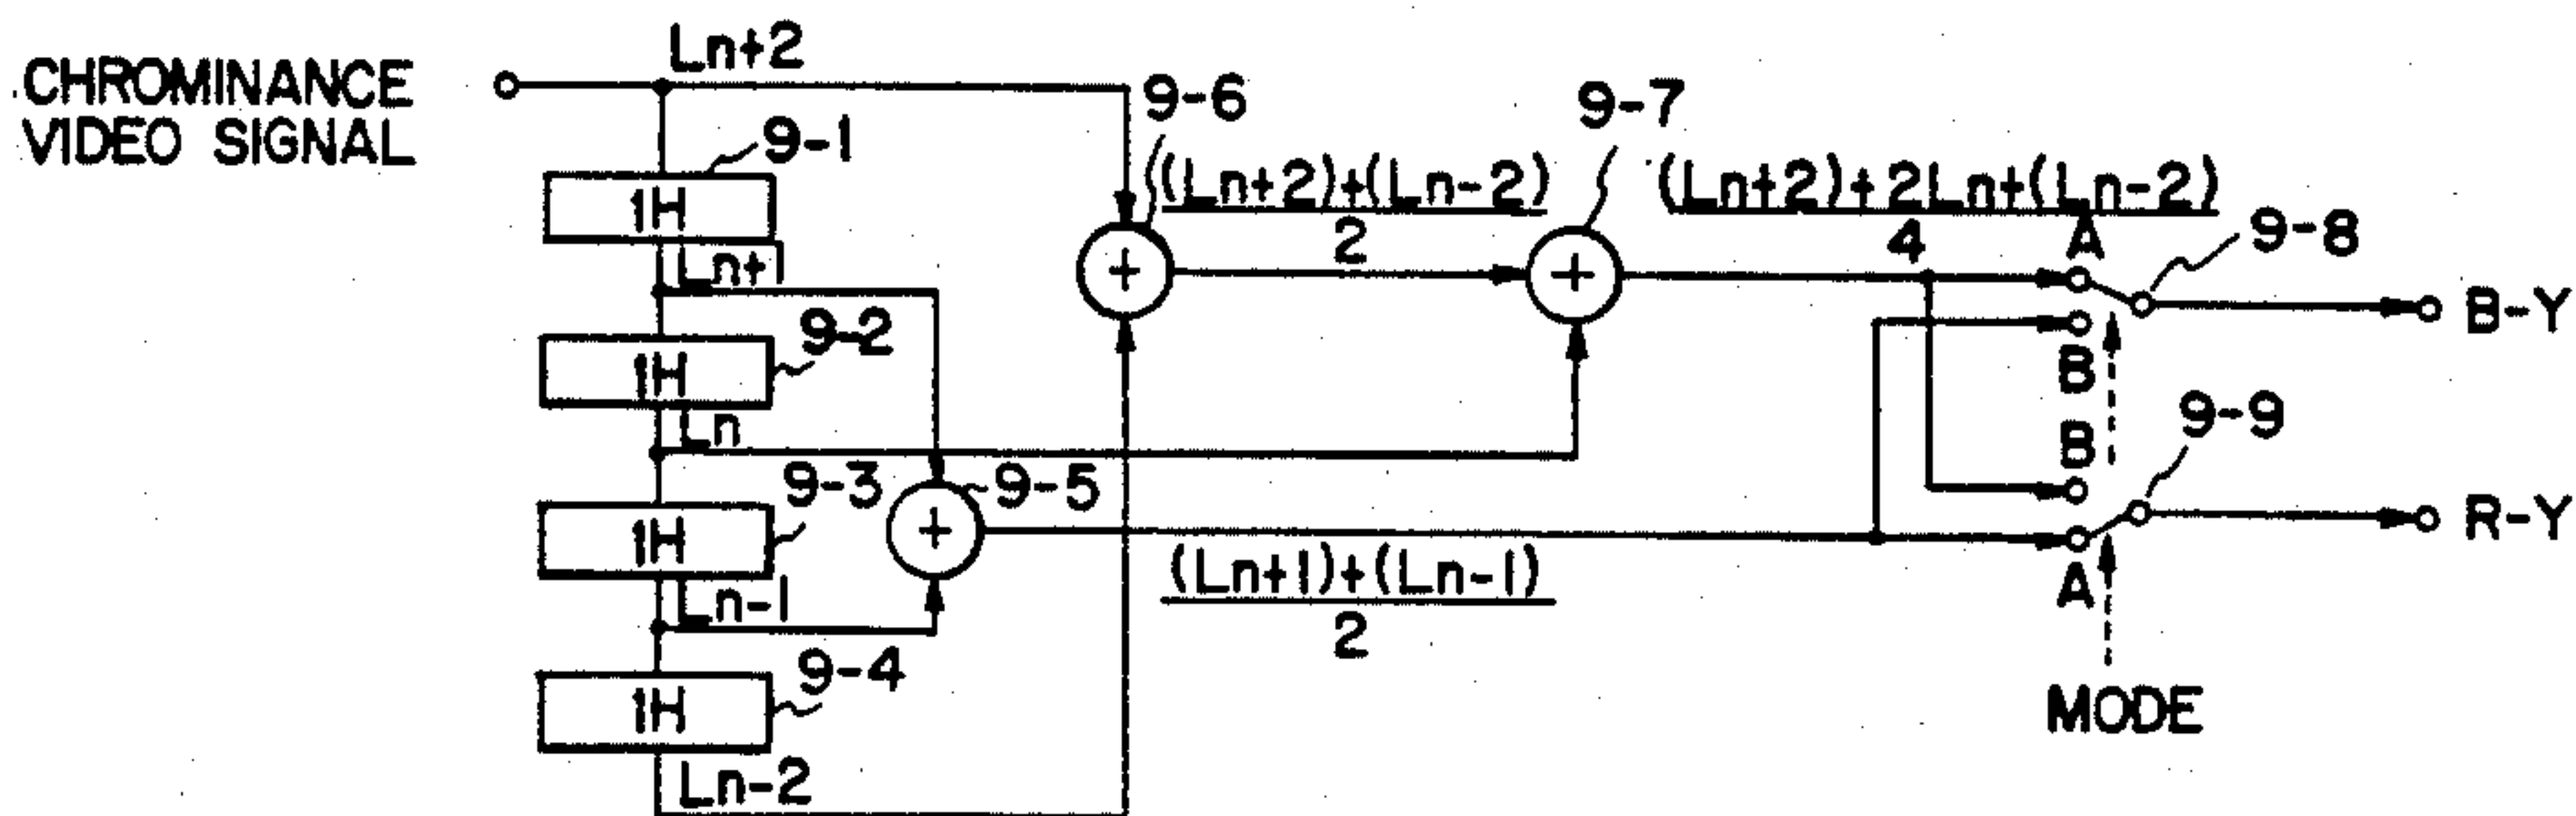 CHROMINANCE
VIDEO SIGNAL
Ln+2
9-1
1H
Ln+1
9-2
1H
Ln
9-3
1H
Ln-1
9-4
1H
Ln-2
9-5
+
(Ln+1)+(Ln-1)
2
9-6
+
(Ln+2)+(Ln-2)
2
9-7
+
(Ln+2)+2Ln+(Ln-2)
4
A
9-8
B-Y
B
B
9-9
R-Y
A
MODE